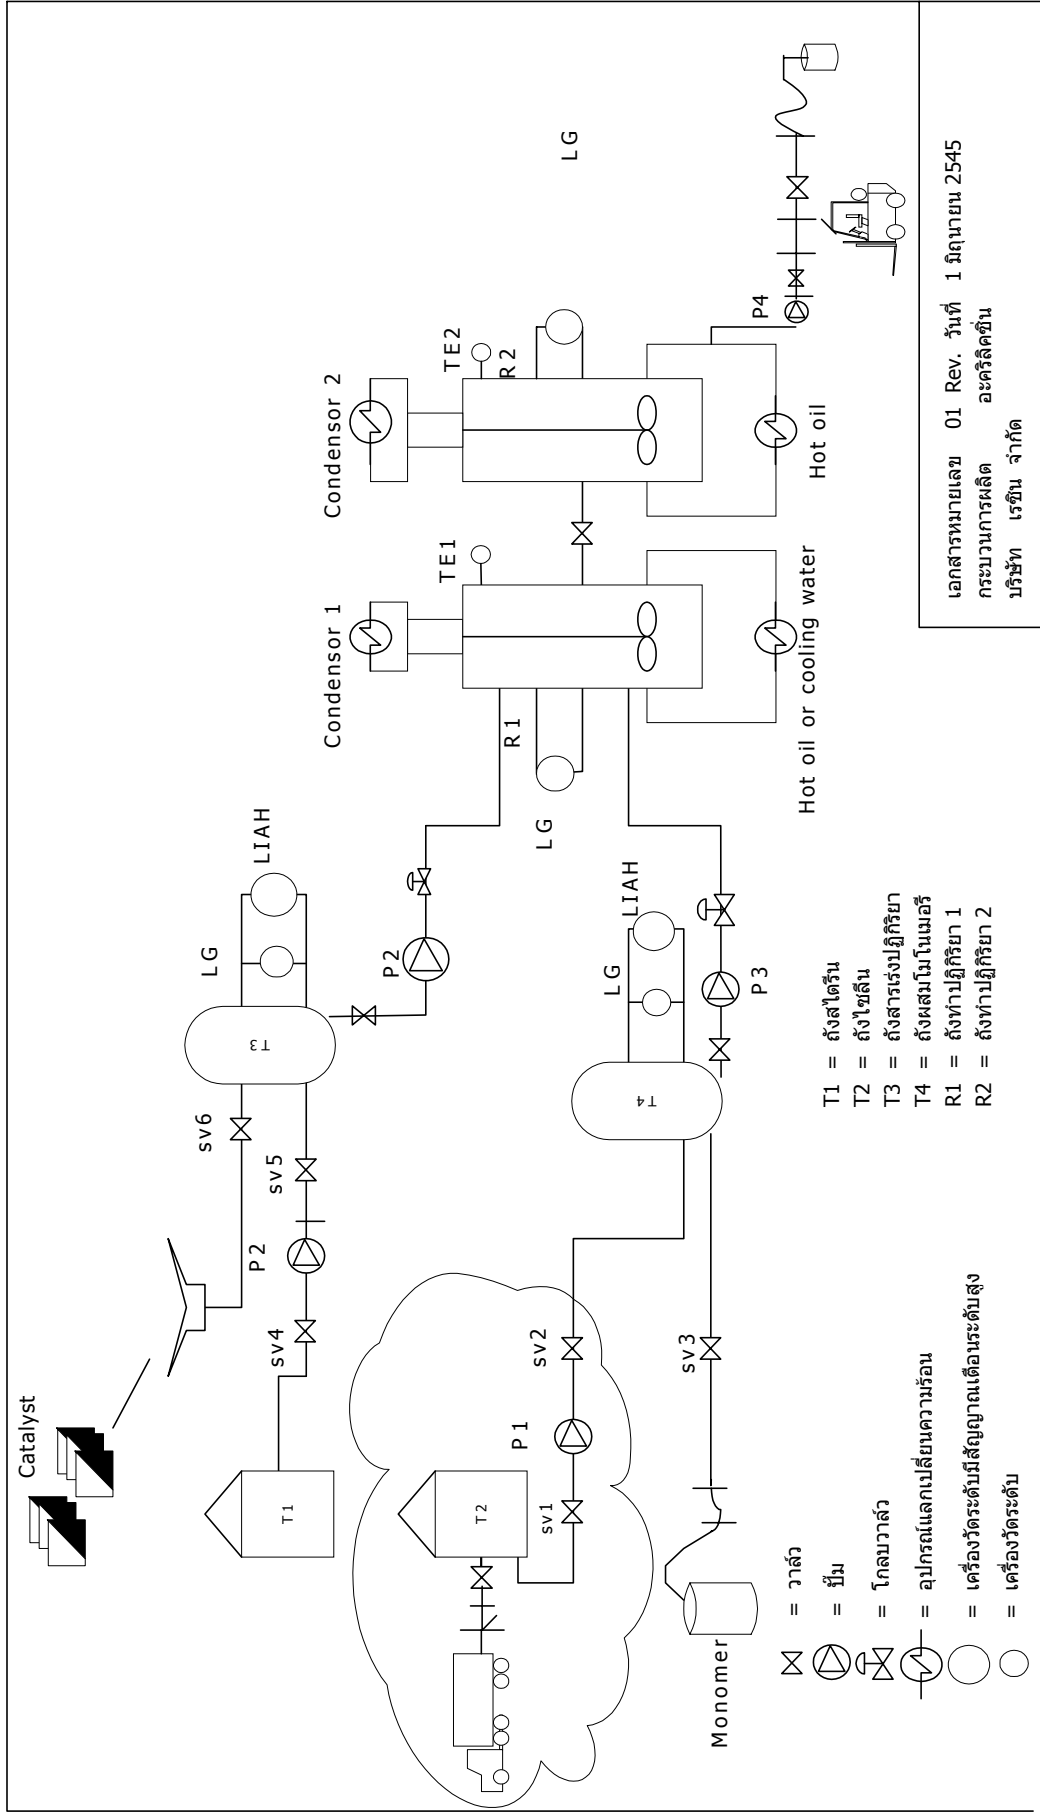 Catalyst
T1
sv4
P2
sv5
sv6
T3
LG
LIAH
P2
T2
sv1
P1
sv2
Monomer
sv3
T4
LG
LIAH
P3
Condensor 1
TE1
R1
LG
Hot oil or cooling water
Condensor 2
TE2
R2
LG
Hot oil
P4
= วาล์ว
= ปั๊ม
= โกลบวาล์ว
= อุปกรณ์แลกเปลี่ยนความร้อน
= เครื่องวัดระดับมีสัญญาณเตือนระดับสูง
= เครื่องวัดระดับ
T1 = ถังสไตรีน
T2 = ถังไซลีน
T3 = ถังสารเร่งปฏิกิริยา
T4 = ถังผสมโมโนเมอรี
R1 = ถังทำปฏิกิริยา 1
R2 = ถังทำปฏิกิริยา 2
เอกสารหมายเลข 01 Rev. วันที่ 1 มิถุนายน 2545
กระบวนการผลิต อะคริลิคซิ่น
บริษัท เรซิน จำกัด